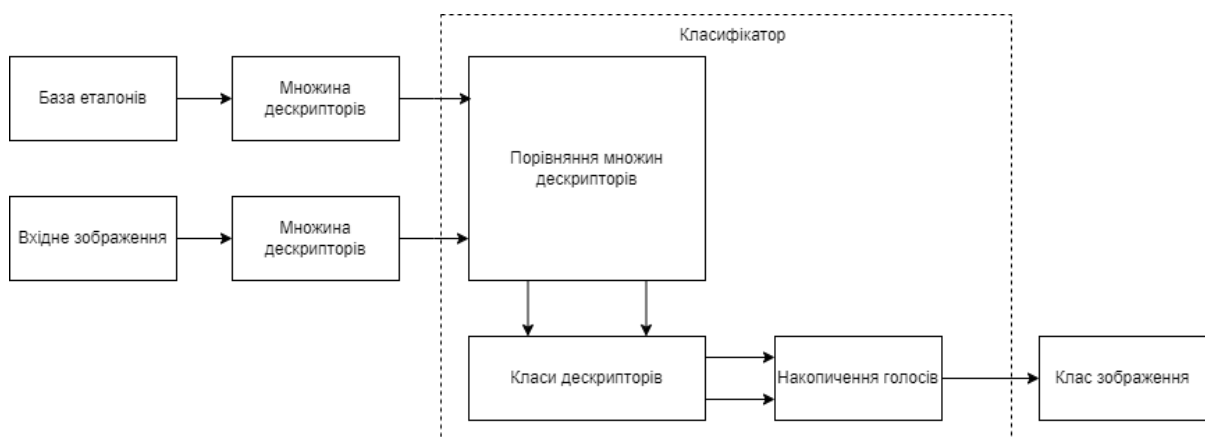 Класифікатор
База еталонів
Множина
дескрипторів
Порівняння множин
дескрипторів
Вхідне зображення
Множина
дескрипторів
Класи дескрипторів
Накопичення голосів
Клас зображення